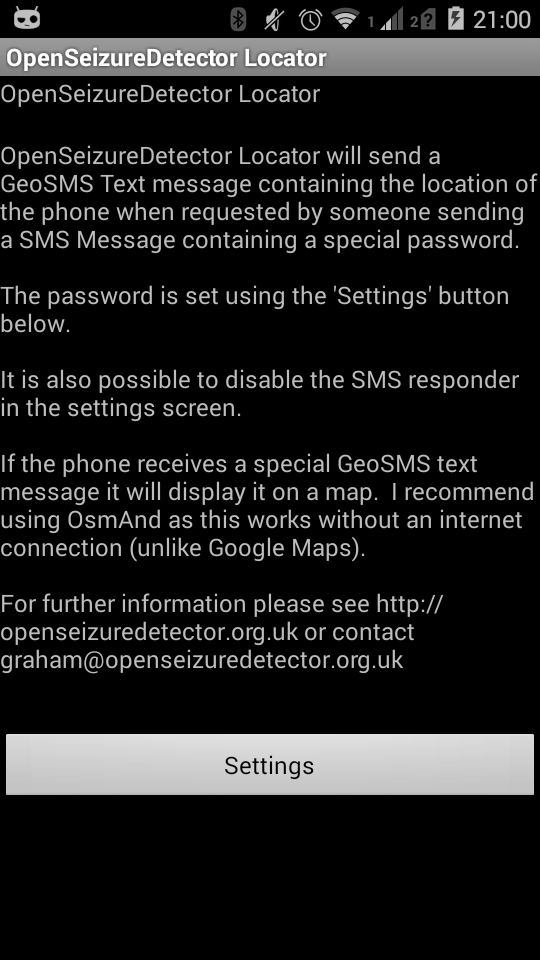 1 2 21:00
OpenSeizureDetector Locator
OpenSeizureDetector Locator
OpenSeizureDetector Locator will send a
GeoSMS Text message containing the location of
the phone when requested by someone sending
a SMS Message containing a special password.
The password is set using the 'Settings' button
below.
It is also possible to disable the SMS responder
in the settings screen.
If the phone receives a special GeoSMS text
message it will display it on a map.  I recommend
using OsmAnd as this works without an internet
connection (unlike Google Maps).
For further information please see http://
openseizuredetector.org.uk or contact
graham@openseizuredetector.org.uk
Settings